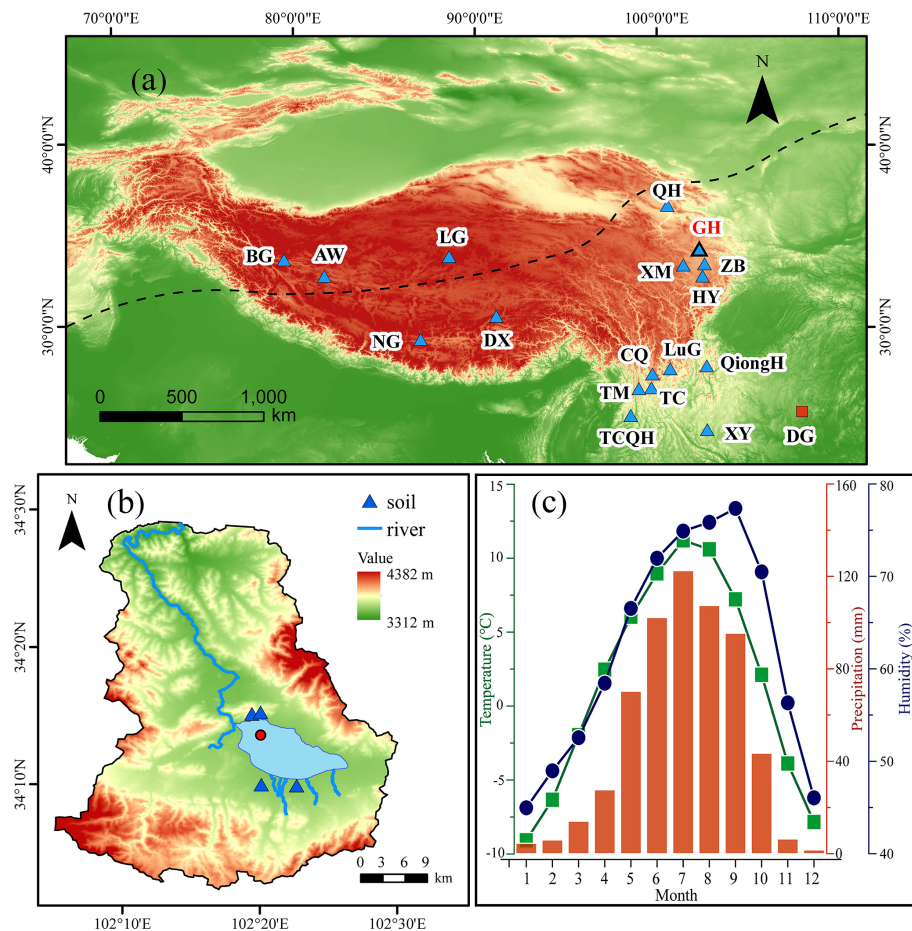 70°0'0"E 80°0'0"E 90°0'0"E 100°0'0"E 110°0'0"E
(a)
N
40°0'0"N
40°0'0"N
30°0'0"N
30°0'0"N
QH
GH
BG AW LG
XM ZB
HY
NG DX
CQ LuG QiongH
TM TC
TCQH XY DG
0 500 1,000
km
(b)
N
soil
river
Value
4382 m
3312 m
34°30'N
34°20'N
34°10'N
0 3 6 9
km
102°10'0"E 102°20'0"E 102°30'0"E
(c)
15
10
5
0
-5
-10
Temperature (°C)
160
120
80
40
0
Precipitation (mm)
80
70
60
50
40
Humidity (%)
1 2 3 4 5 6 7 8 9 10 11 12
Month